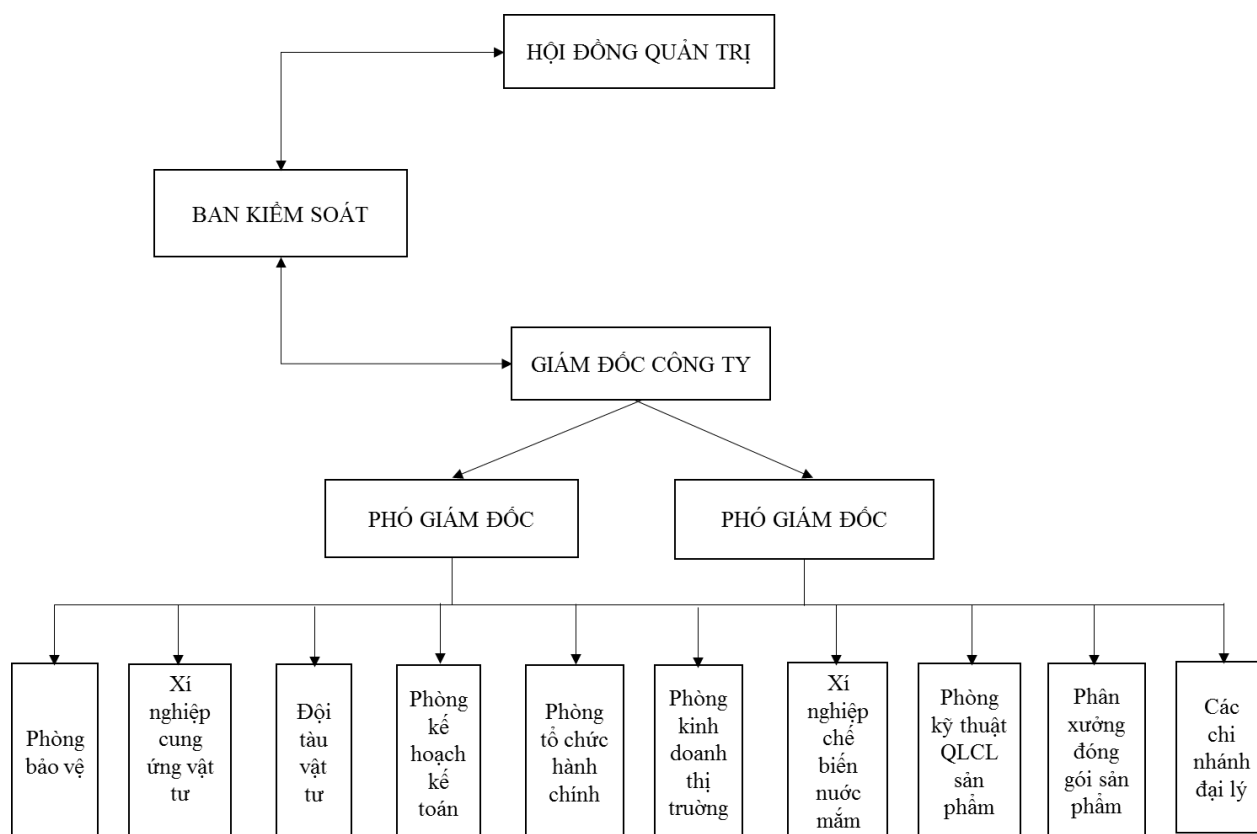 HỘI ĐỒNG QUẢN TRỊ
BAN KIỂM SOÁT
GIÁM ĐỐC CÔNG TY
PHÓ GIÁM ĐỐC
PHÓ GIÁM ĐỐC
Phòng
bảo vệ
Xí
nghiệp
cung
ứng vật
tư
Đội
tàu
vật
tư
Phòng
kế
hoạch
kế
toán
Phòng
tổ chức
hành
chính
Phòng
kinh
doanh
thị
truờng
Xí
nghiệp
chế
biến
nuớc
mắm
Phòng
kỹ thuật
QLCL
sản
phẩm
Phân
xưởng
đóng
gói sản
phẩm
Các
chi
nhánh
đại lý